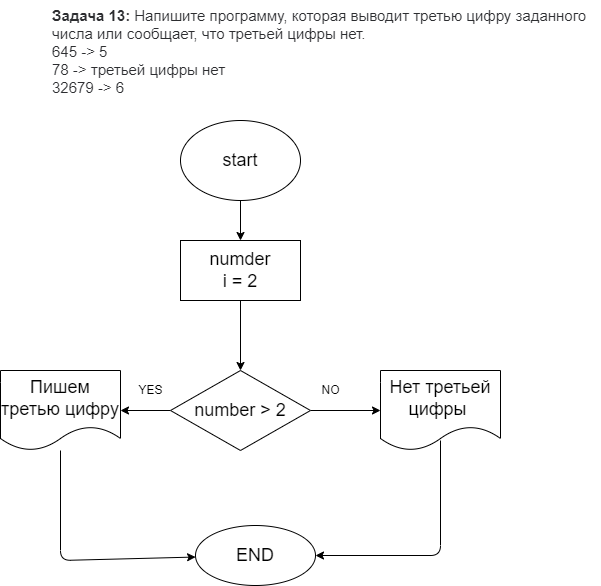 Задача 13: Напишите программу, которая выводит третью цифру заданного
числа или сообщает, что третьей цифры нет.
645 -> 5
78 -> третьей цифры нет
32679 -> 6
start
numder
i = 2
Пишем
третью цифру
YES
number > 2
NO
Нет третьей
цифры
END